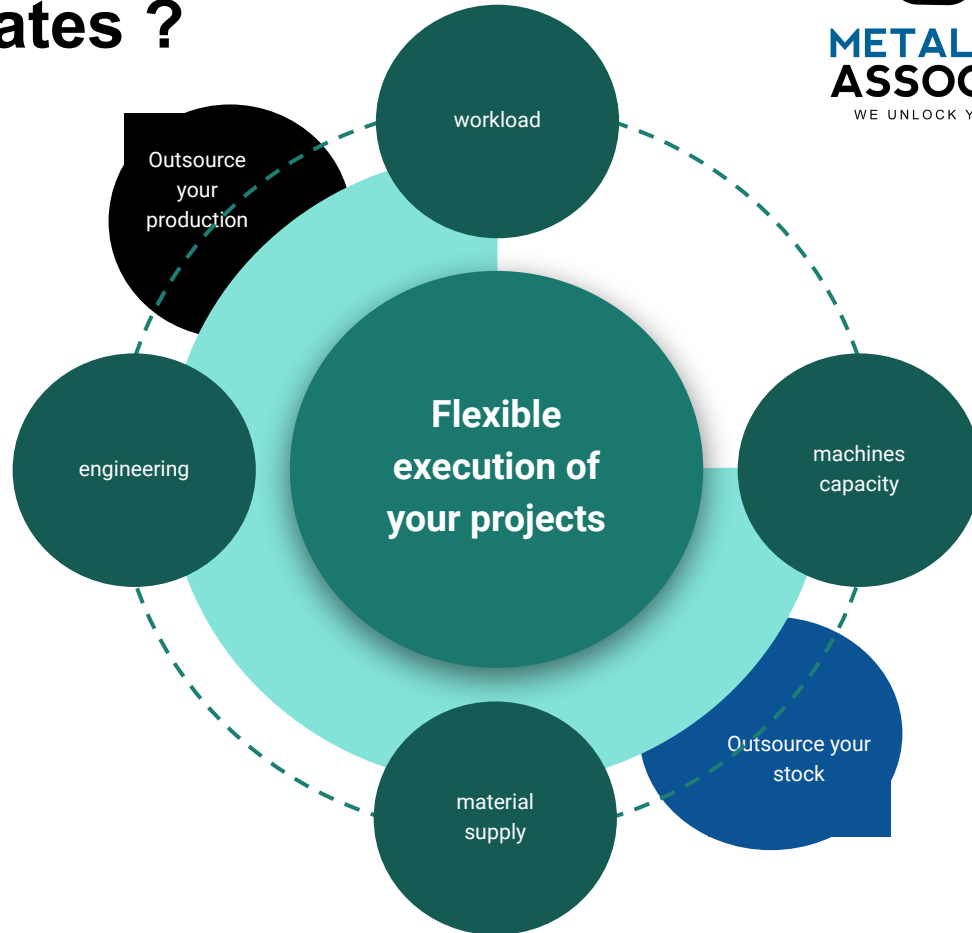 ates ?
METAL
ASSOC
WE UNLOCK Y
workload
Outsource
your
production
Flexible
execution of
your projects
engineering
machines
capacity
Outsource your
stock
material
supply